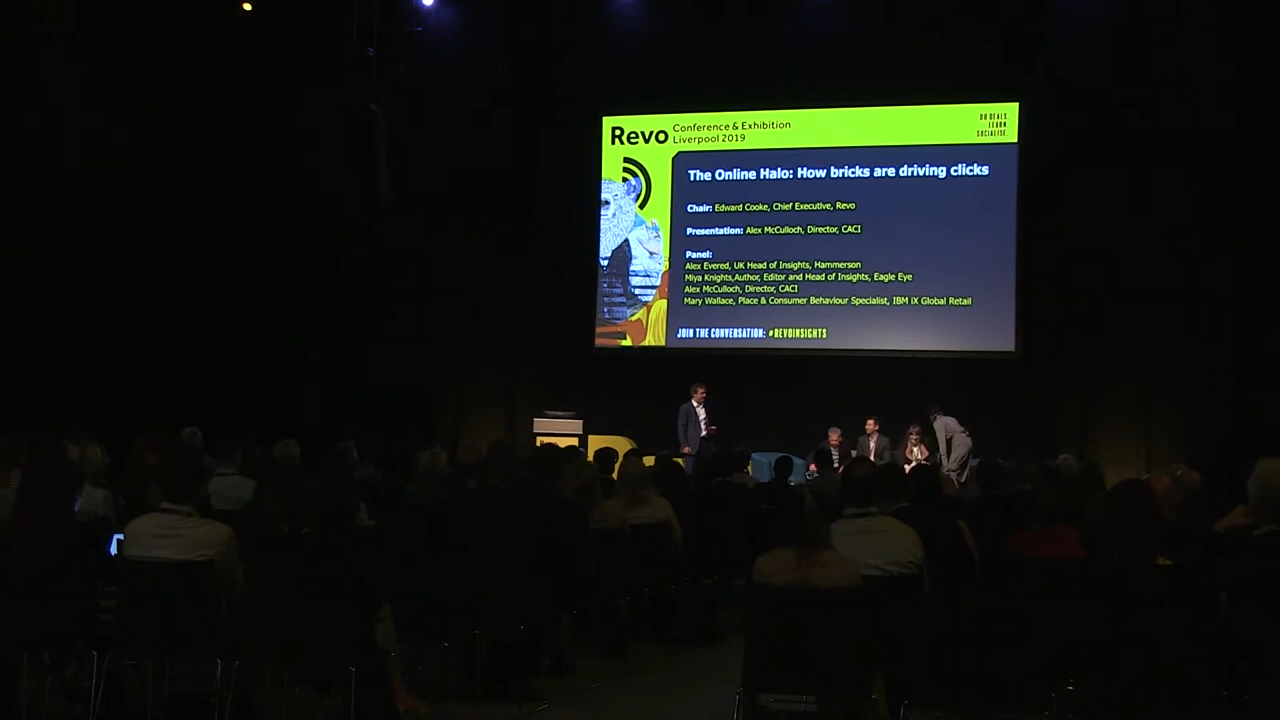 Revo Conference & Exhibition
Liverpool 2019
DO DEALS.
LEARN.
SOCIALISE.
The Online Halo: How bricks are driving clicks
Chair: Edward Cooke, Chief Executive, Revo
Presentation: Alex McCulloch, Director, CACI
Panel:
Alex Evered, UK Head of Insights, Hammerson
Miya Knights,Author, Editor and Head of Insights, Eagle Eye
Alex McCulloch, Director, CACI
Mary Wallace, Place & Consumer Behaviour Specialist, IBM iX Global Retail
JOIN THE CONVERSATION: #REVOINSIGHTS